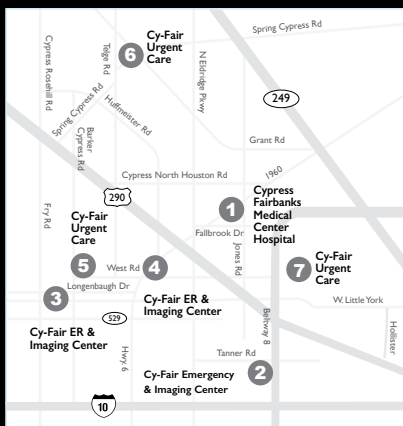 Cy-Fair
Urgent
Care
6
Spring Cypress Rd
Cypress Rosehill Rd
Telge Rd
N Eldridge Pkwy
249
Spring Cypress Rd
Huffmeister Rd
Barker
Cypress Rd
Grant Rd
1960
Cypress North Houston Rd
290
1
Cypress
Fairbanks
Medical
Center
Hospital
Fry Rd
Cy-Fair
Urgent
Care
5
Fallbrook Dr
Jones Rd
West Rd
4
7
Cy-Fair
Urgent
Care
Longenbaugh Dr
3
Cy-Fair ER &
Imaging Center
W. Little York
Cy-Fair ER &
Imaging Center
529
Beltway 8
Hollister
Hwy. 6
Tanner Rd
2
Cy-Fair Emergency
& Imaging Center
10